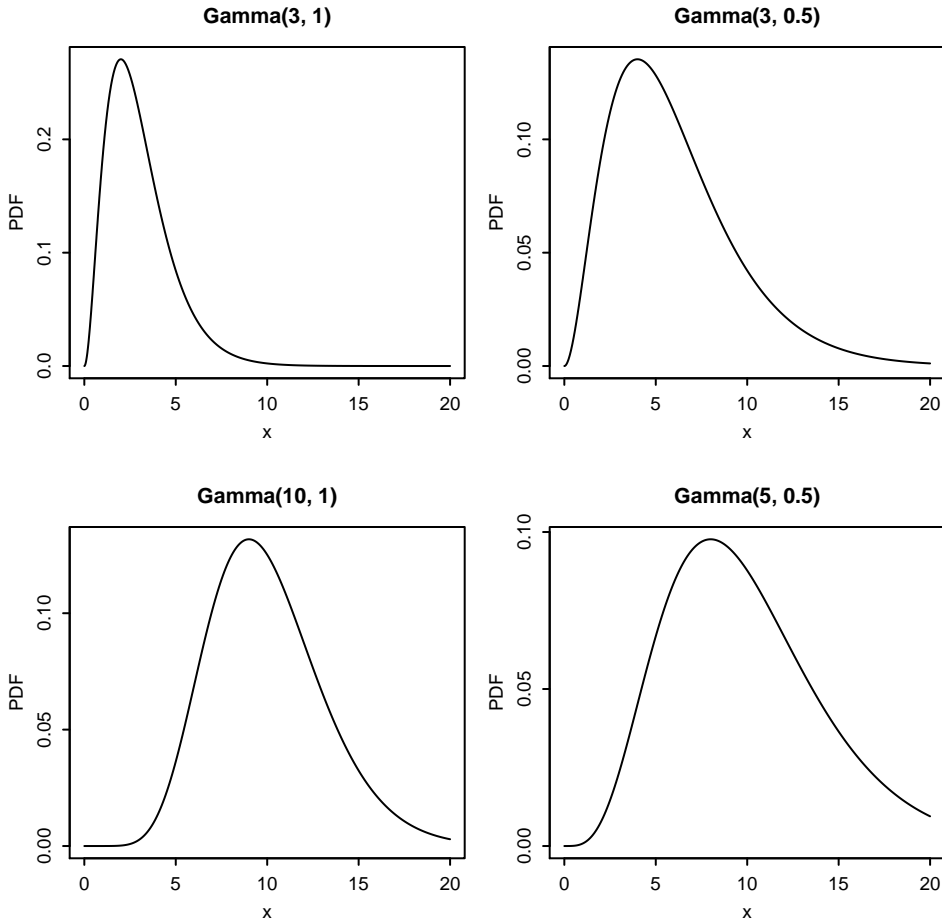 Gamma(3, 1)
PDF
0.0 0.1 0.2
0 5 10 15 20
x
Gamma(3, 0.5)
PDF
0.00 0.05 0.10
0 5 10 15 20
x
Gamma(10, 1)
PDF
0.00 0.05 0.10
0 5 10 15 20
x
Gamma(5, 0.5)
PDF
0.00 0.05 0.10
0 5 10 15 20
x